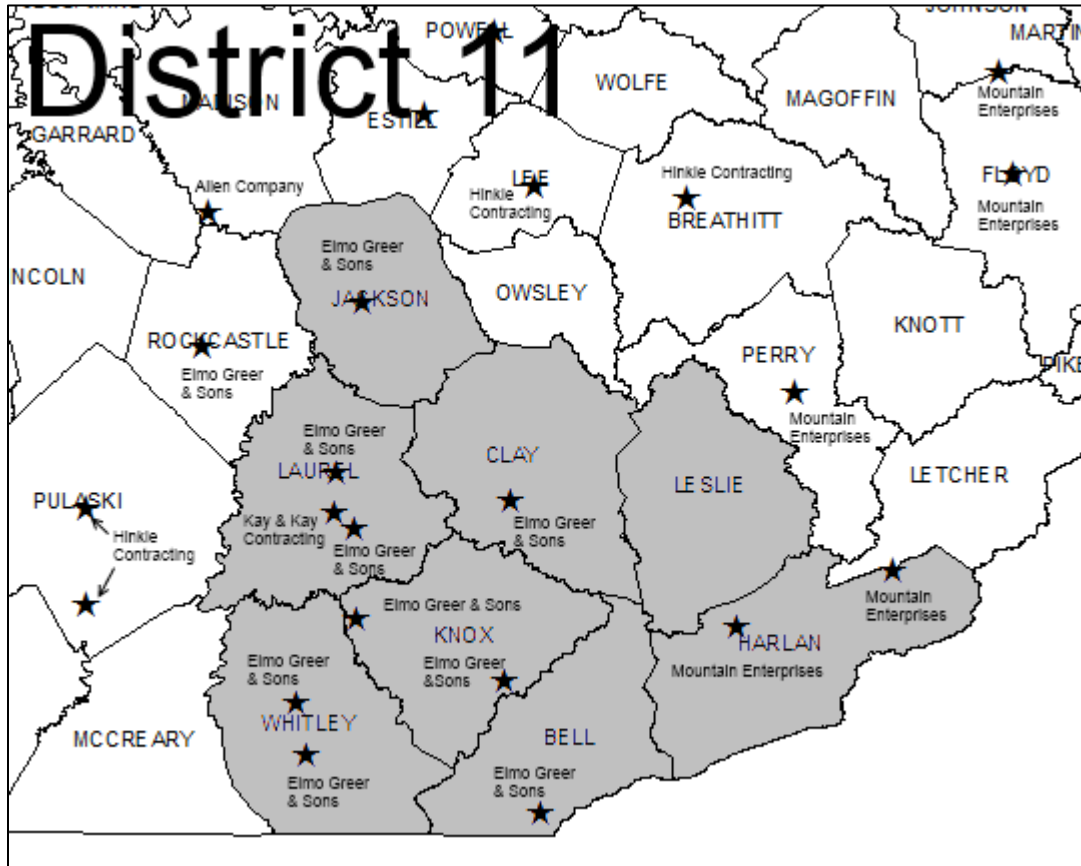 District 11
POWELL
JOHNSON
MARTIN
WOLFE
MAGOFFIN
MADISON
Mountain
Enterprises
ESTILL
GARRARD
FLOYD
Hinkle Contracting
LEE
Allen Company
Hinkle
Contracting
Mountain
Enterprises
BREATHITT
Elmo Greer
& Sons
NCOLN
OWSLEY
JACKSON
KNOTT
ROCKCASTLE
PERRY
PIKE
Elmo Greer
& Sons
Mountain
Enterprises
Elmo Greer
& Sons
CLAY
LAUREL
LETCHER
LESLIE
PULASKI
Kay & Kay
Contracting
Elmo Greer
& Sons
Hinkle
Contracting
Elmo Greer
& Sons
Mountain
Enterprises
Elmo Greer & Sons
KNOX
HARLAN
Elmo Greer
& Sons
Elmo Greer
&Sons
Mountain Enterprises
WHITLEY
BELL
MCCREARY
Elmo Greer
& Sons
Elmo Greer
& Sons